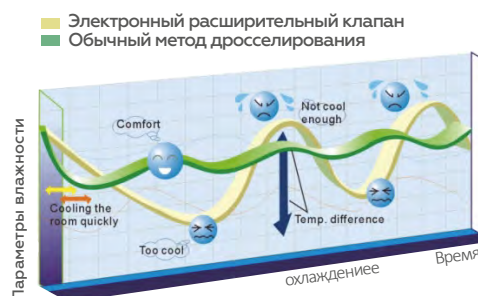 Электронный расширительный клапан
Обычный метод дросселирования
Параметры влажности
Comfort
Not cool
enough
Cooling the
room quickly
Too cool
Temp. difference
охлаждениее
Время